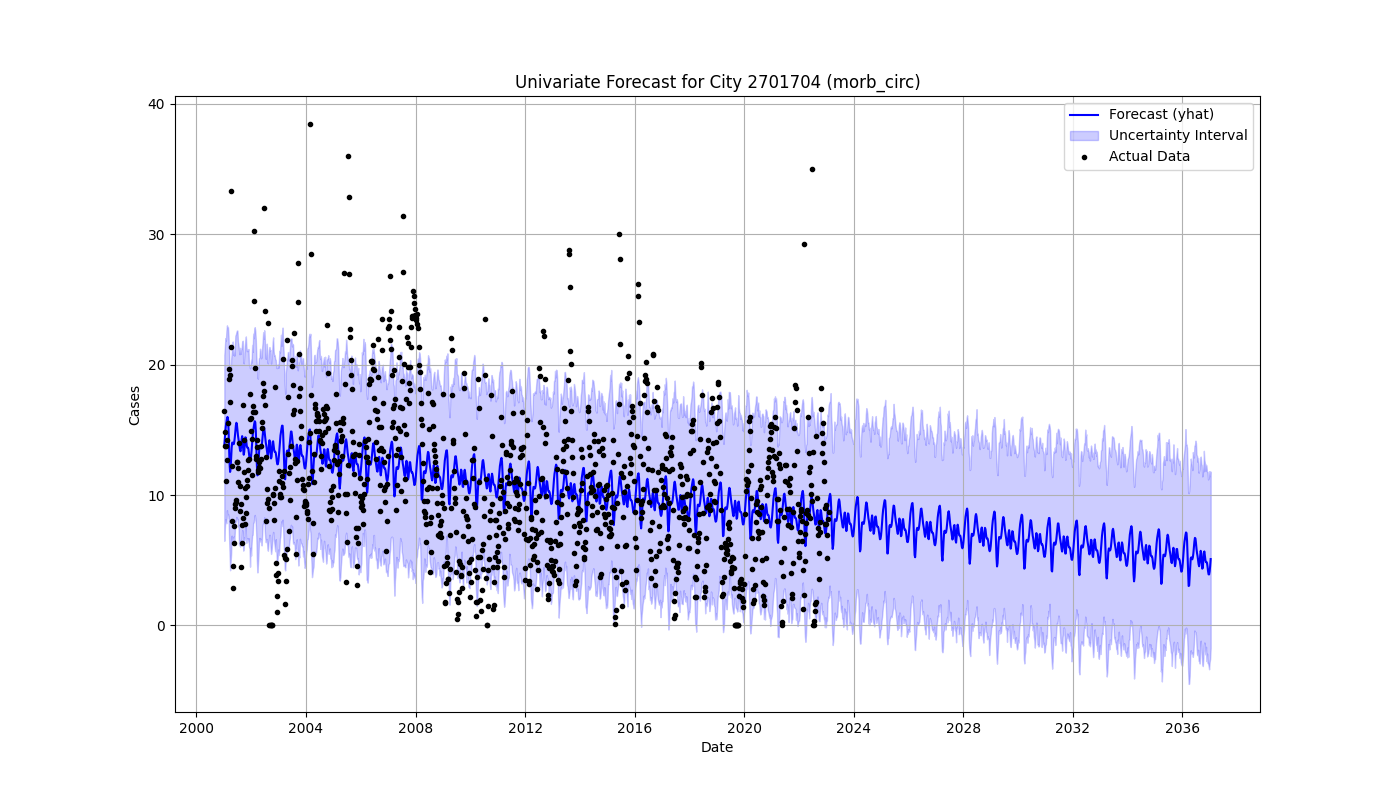 Univariate Forecast for City 2701704 (morb_circ)
Forecast (yhat)
Uncertainty Interval
Actual Data
40
30
20
10
0
Cases
2000 2004 2008 2012 2016 2020 2024 2028 2032 2036
Date